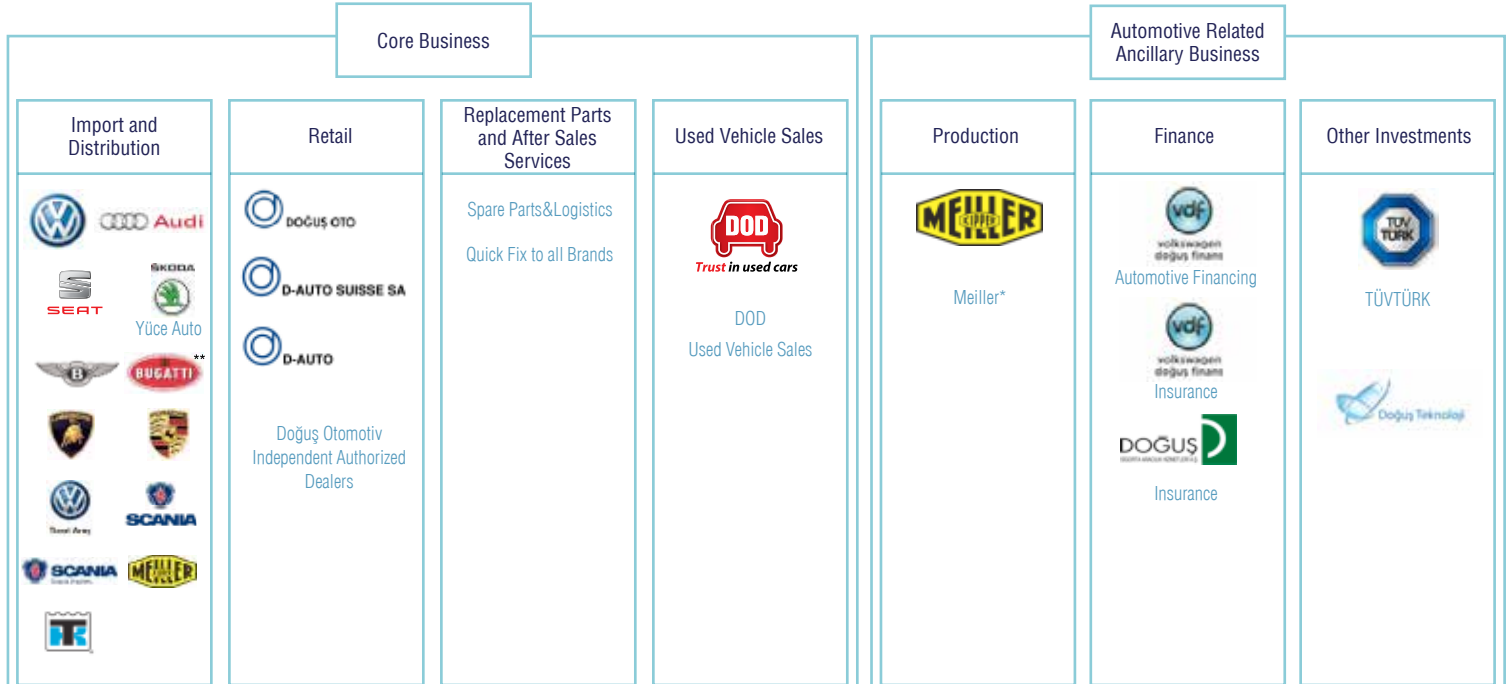 Core Business
Automotive Related
Ancillary Business
Import and
Distribution
Retail
Replacement Parts
and After Sales
Services
Used Vehicle Sales
Production
Finance
Other Investments
Audi
SEAT
ŠKODA
Yüce Auto
B
BUGATTI
**
SCANIA
SCANIA
MEILLER
DOĞUŞ OTO
D-AUTO SUISSE SA
D-AUTO
Doğuş Otomotiv
Independent Authorized
Dealers
Spare Parts&Logistics
Quick Fix to all Brands
DOD
Trust in used cars
DOD
Used Vehicle Sales
MEILLER
KIPPER
Meiller*
vdf
volkswagen
doğuş finans
Automotive Financing
vdf
volkswagen
doğuş finans
Insurance
DOĞUŞ
Insurance
TÜV
TÜRK
TÜVTÜRK
Doğuş Teknoloji